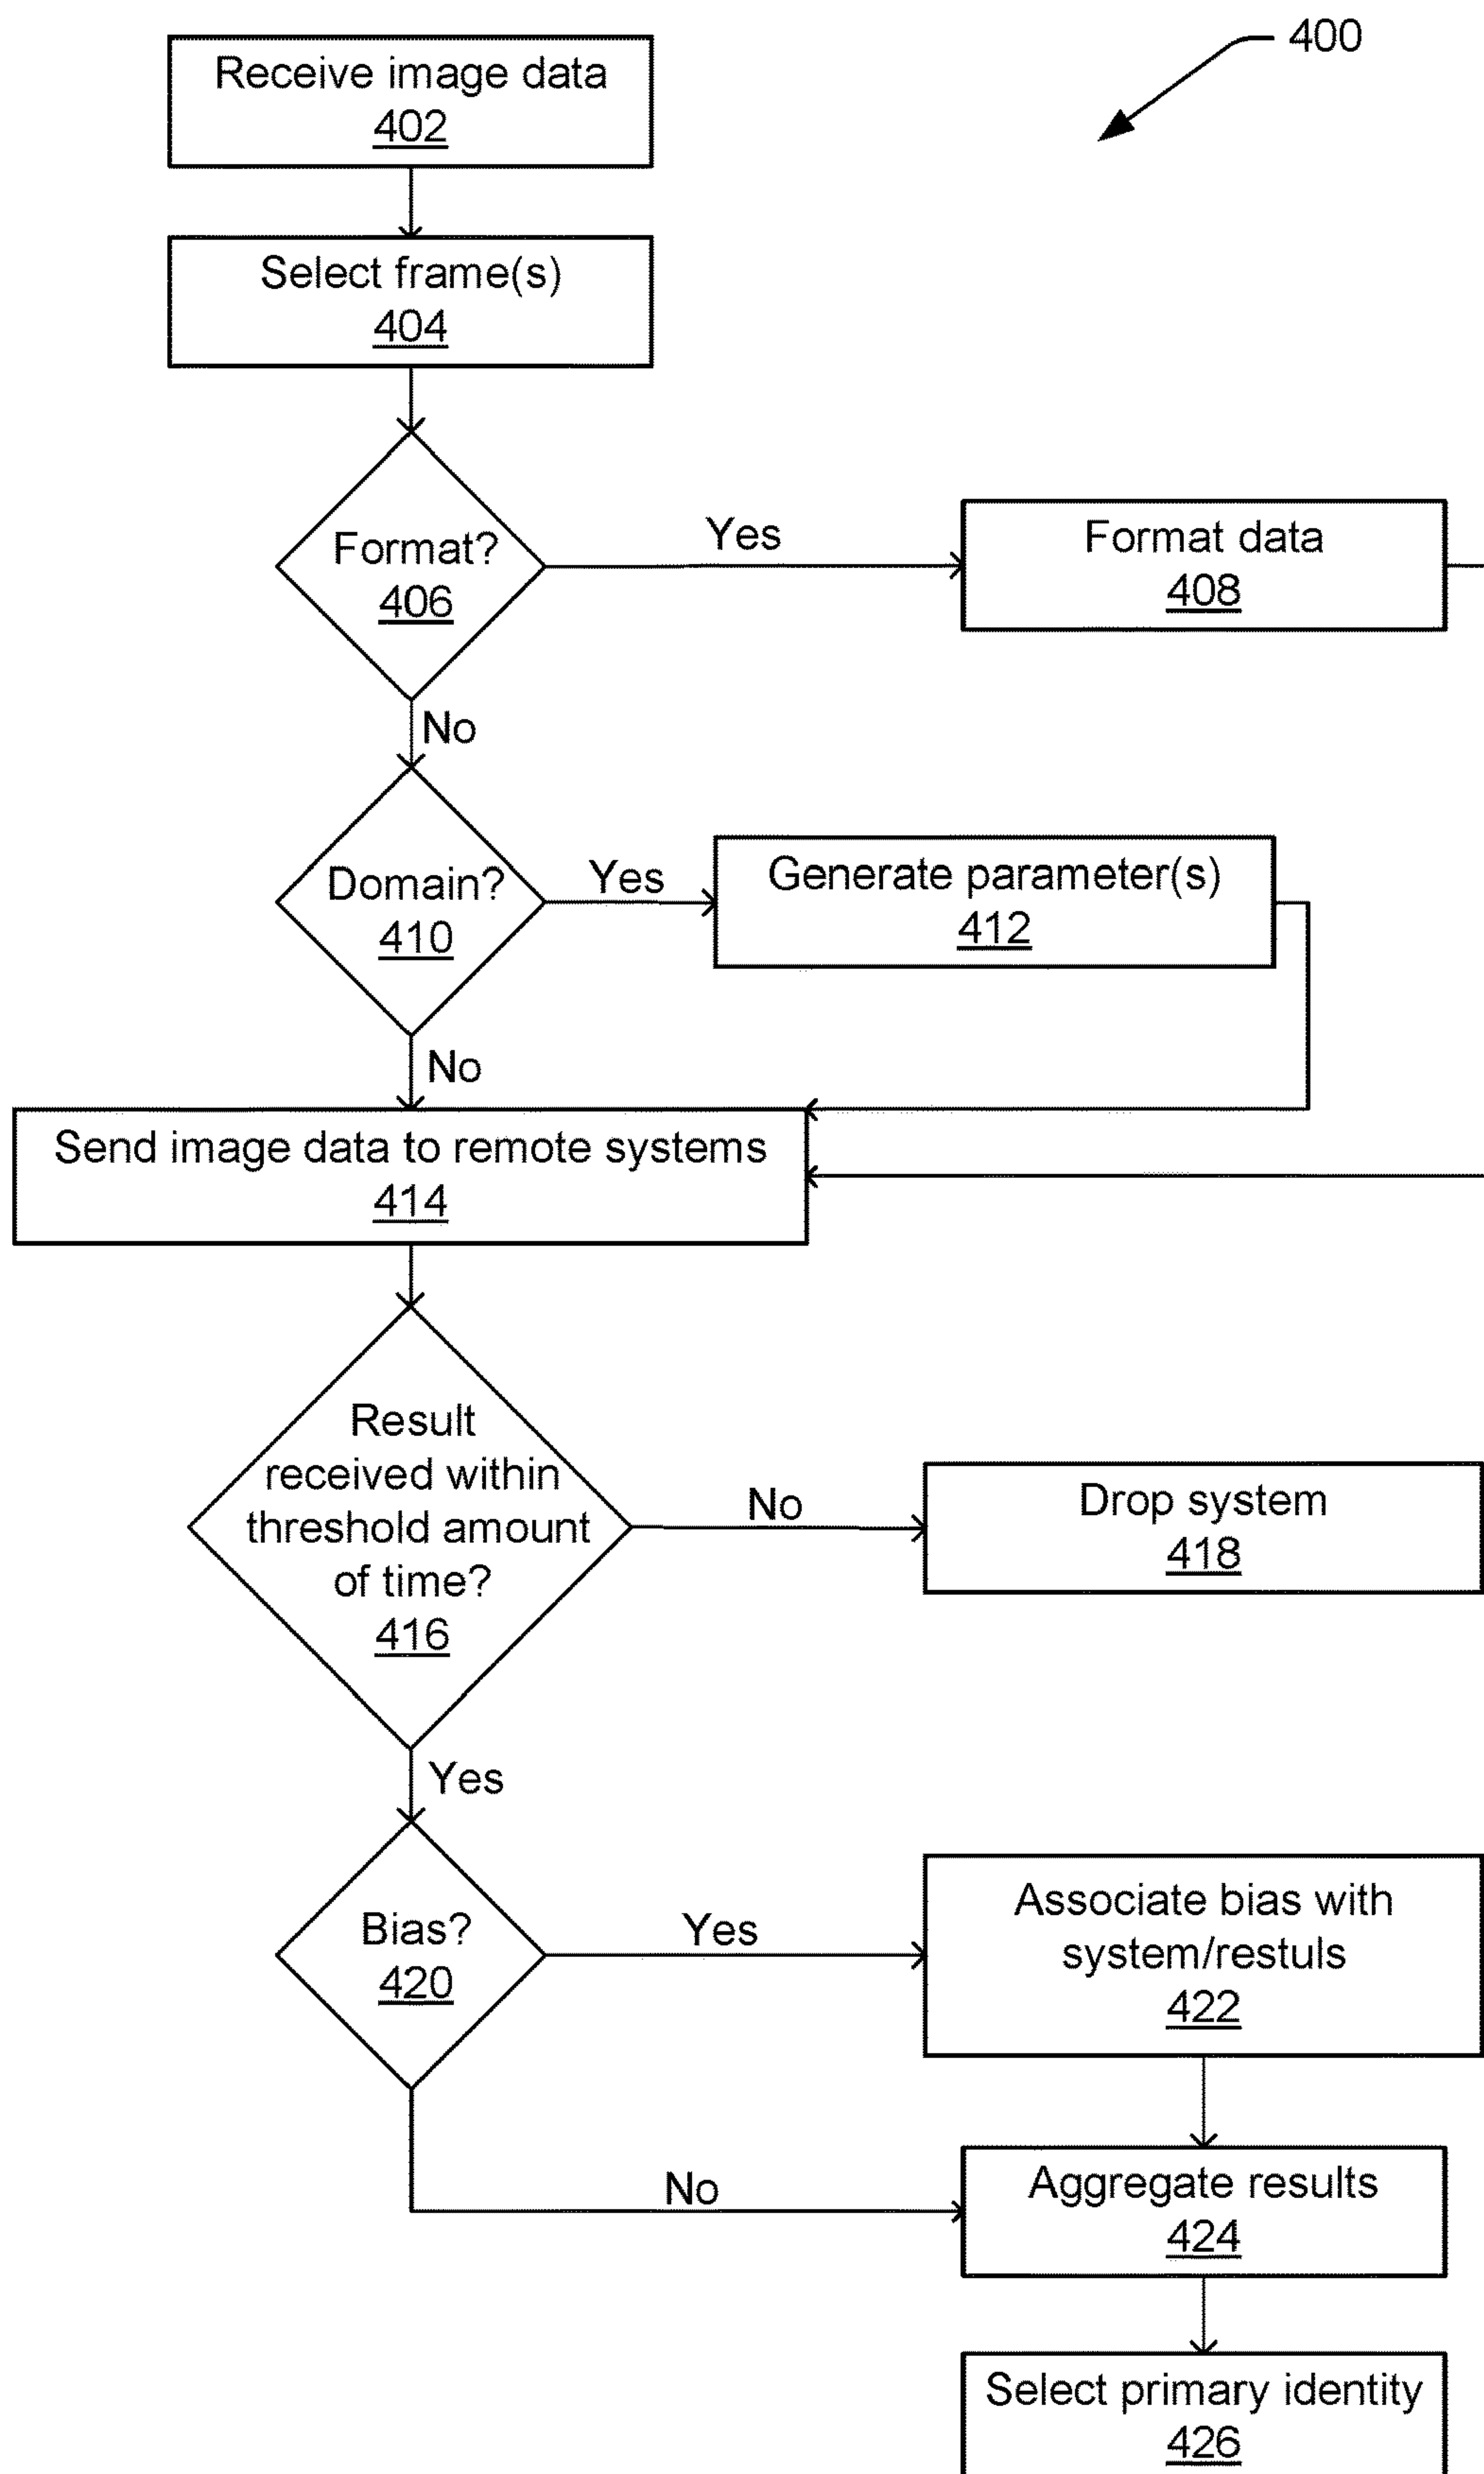 400
Receive image data
402
Select frame(s)
404
Format?
406
Yes
Format data
408
No
Domain?
410
Yes
Generate parameter(s)
412
No
Send image data to remote systems
414
Result
received within
threshold amount
of time?
416
No
Drop system
418
Yes
Bias?
420
Yes
Associate bias with
system/restuls
422
No
Aggregate results
424
Select primary identity
426